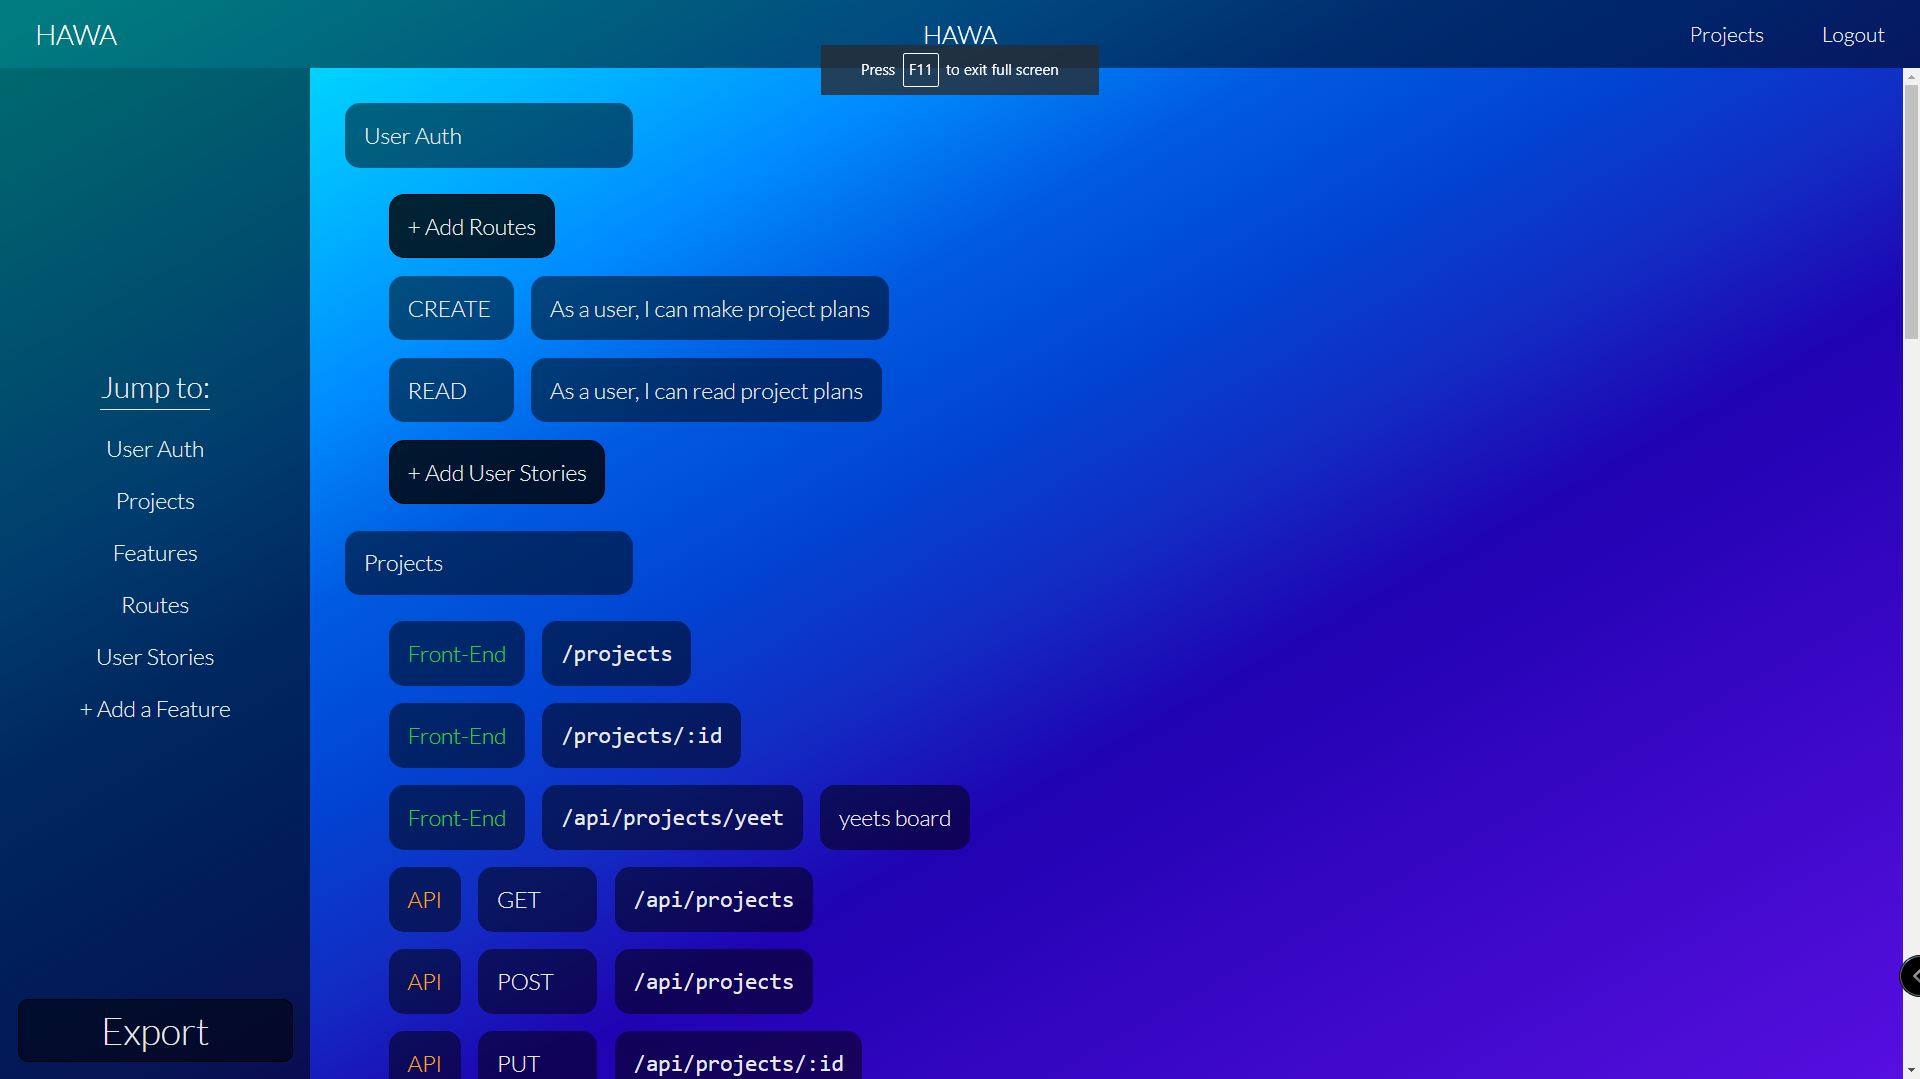 HAWA
HAWA
Projects
Logout
Press F11 to exit full screen
Jump to:
User Auth
Projects
Features
Routes
User Stories
+ Add a Feature
Export
User Auth
+ Add Routes
CREATE As a user, I can make project plans
READ As a user, I can read project plans
+ Add User Stories
Projects
Front-End /projects
Front-End /projects/:id
Front-End /api/projects/yeet yeets board
API GET /api/projects
API POST /api/projects
API PUT /api/projects/:id